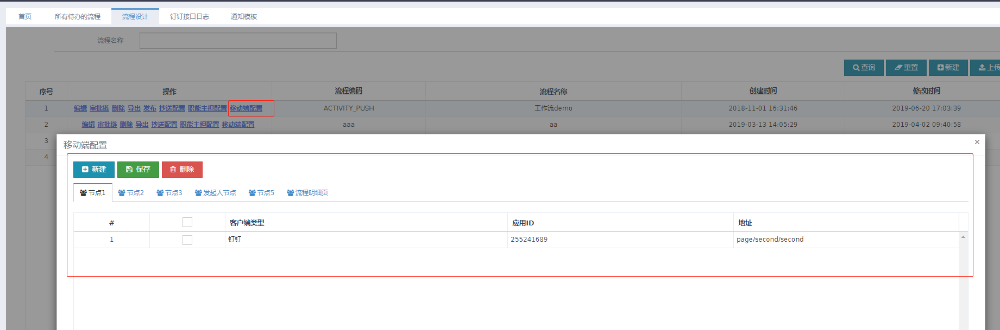 首页 所有待办的流程 流程设计 钉钉接口日志 通知模板
流程名称
查询 重置 新建 上传
序号 操作 流程编码 流程名称 创建时间 修改时间
1 编辑 审批链 删除 导出 发布 抄送配置 职能主担配置 移动端配置 ACTIVITY_PUSH 工作流demo 2018-11-01 16:31:46 2019-06-20 17:03:39
2 编辑 审批链 删除 导出 抄送配置 职能主担配置 移动端配置 aaa aa 2019-03-13 14:05:29 2019-04-02 09:40:58
3
4
移动端配置 ×
新建 保存 删除
节点1 节点2 节点3 发起人节点 节点5 流程明细页
# 客户端类型 应用ID 地址
1 钉钉 255241689 page/second/second